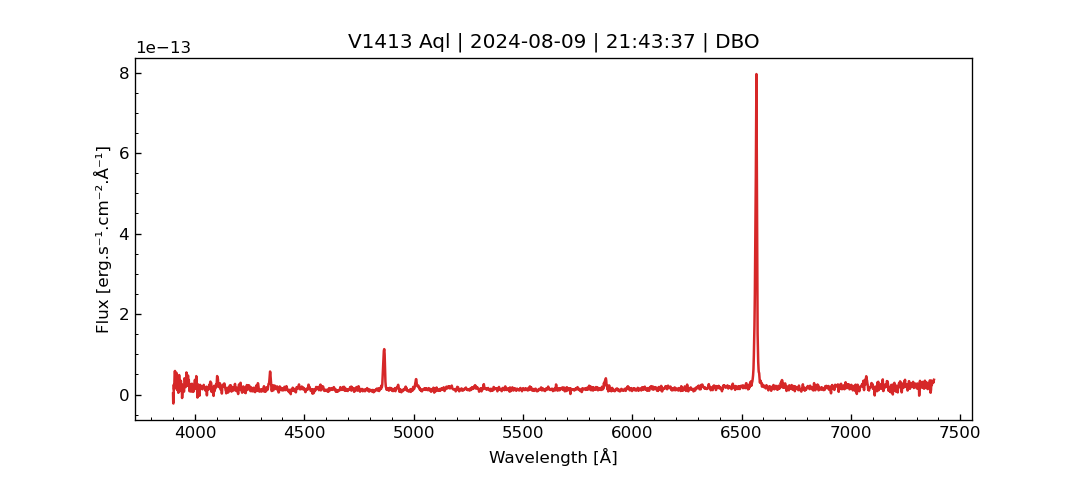 V1413 Aql | 2024-08-09 | 21:43:37 | DBO
1e−13
8
6
4
2
0
Flux [erg.s⁻¹.cm⁻².Å⁻¹]
4000 4500 5000 5500 6000 6500 7000 7500
Wavelength [Å]